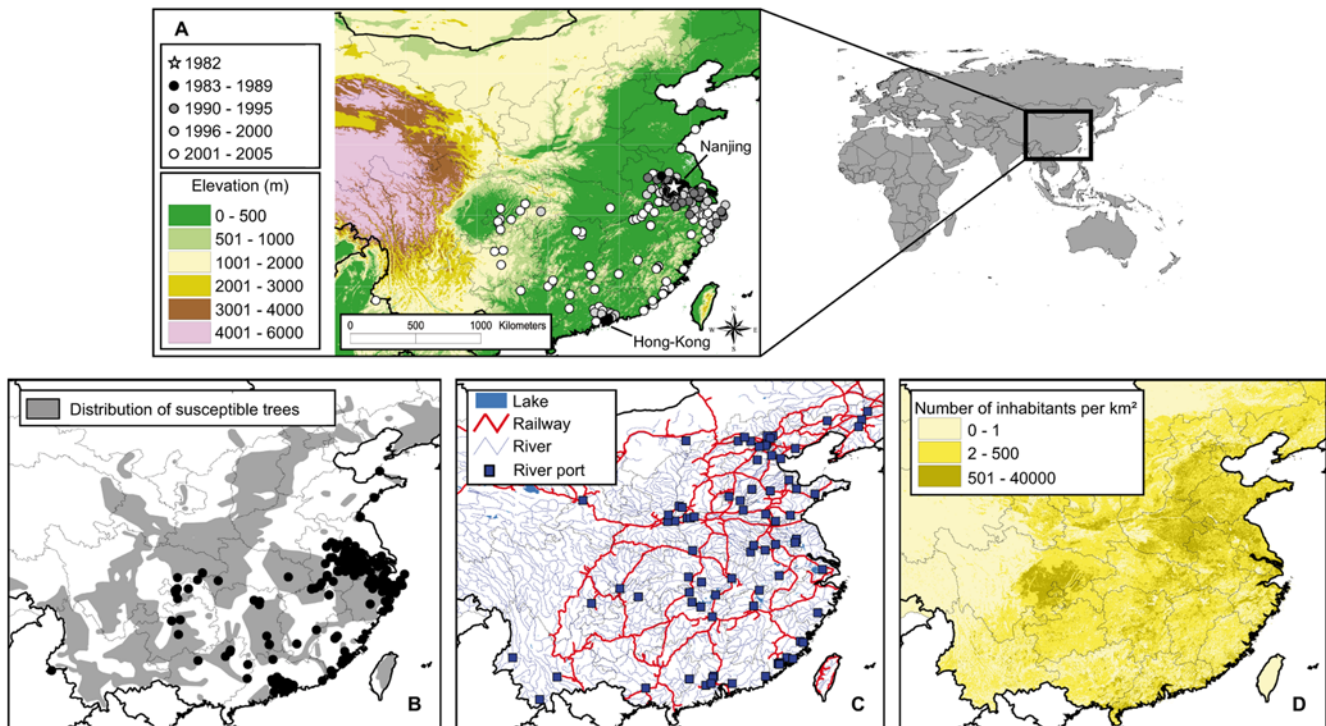 A
1982
1983 - 1989
1990 - 1995
1996 - 2000
2001 - 2005
Elevation (m)
0 - 500
501 - 1000
1001 - 2000
2001 - 3000
3001 - 4000
4001 - 6000
Nanjing
Hong-Kong
0 500 1000 Kilometers
N
W E
S
Distribution of susceptible trees
B
Lake
Railway
River
River port
C
Number of inhabitants per km²
0 - 1
2 - 500
501 - 40000
D